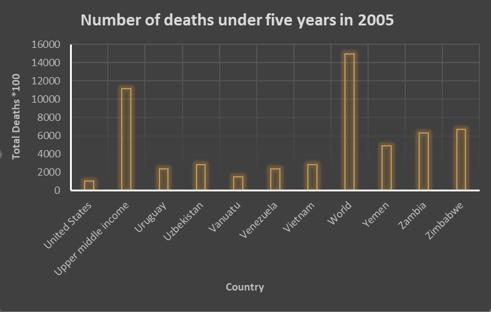 Number of deaths under five years in 2005
Total Deaths *100
16000
14000
12000
10000
8000
6000
4000
2000
0
United States
Upper middle income
Uruguay
Uzbekistan
Vanuatu
Venezuela
Vietnam
World
Yemen
Zambia
Zimbabwe
Country